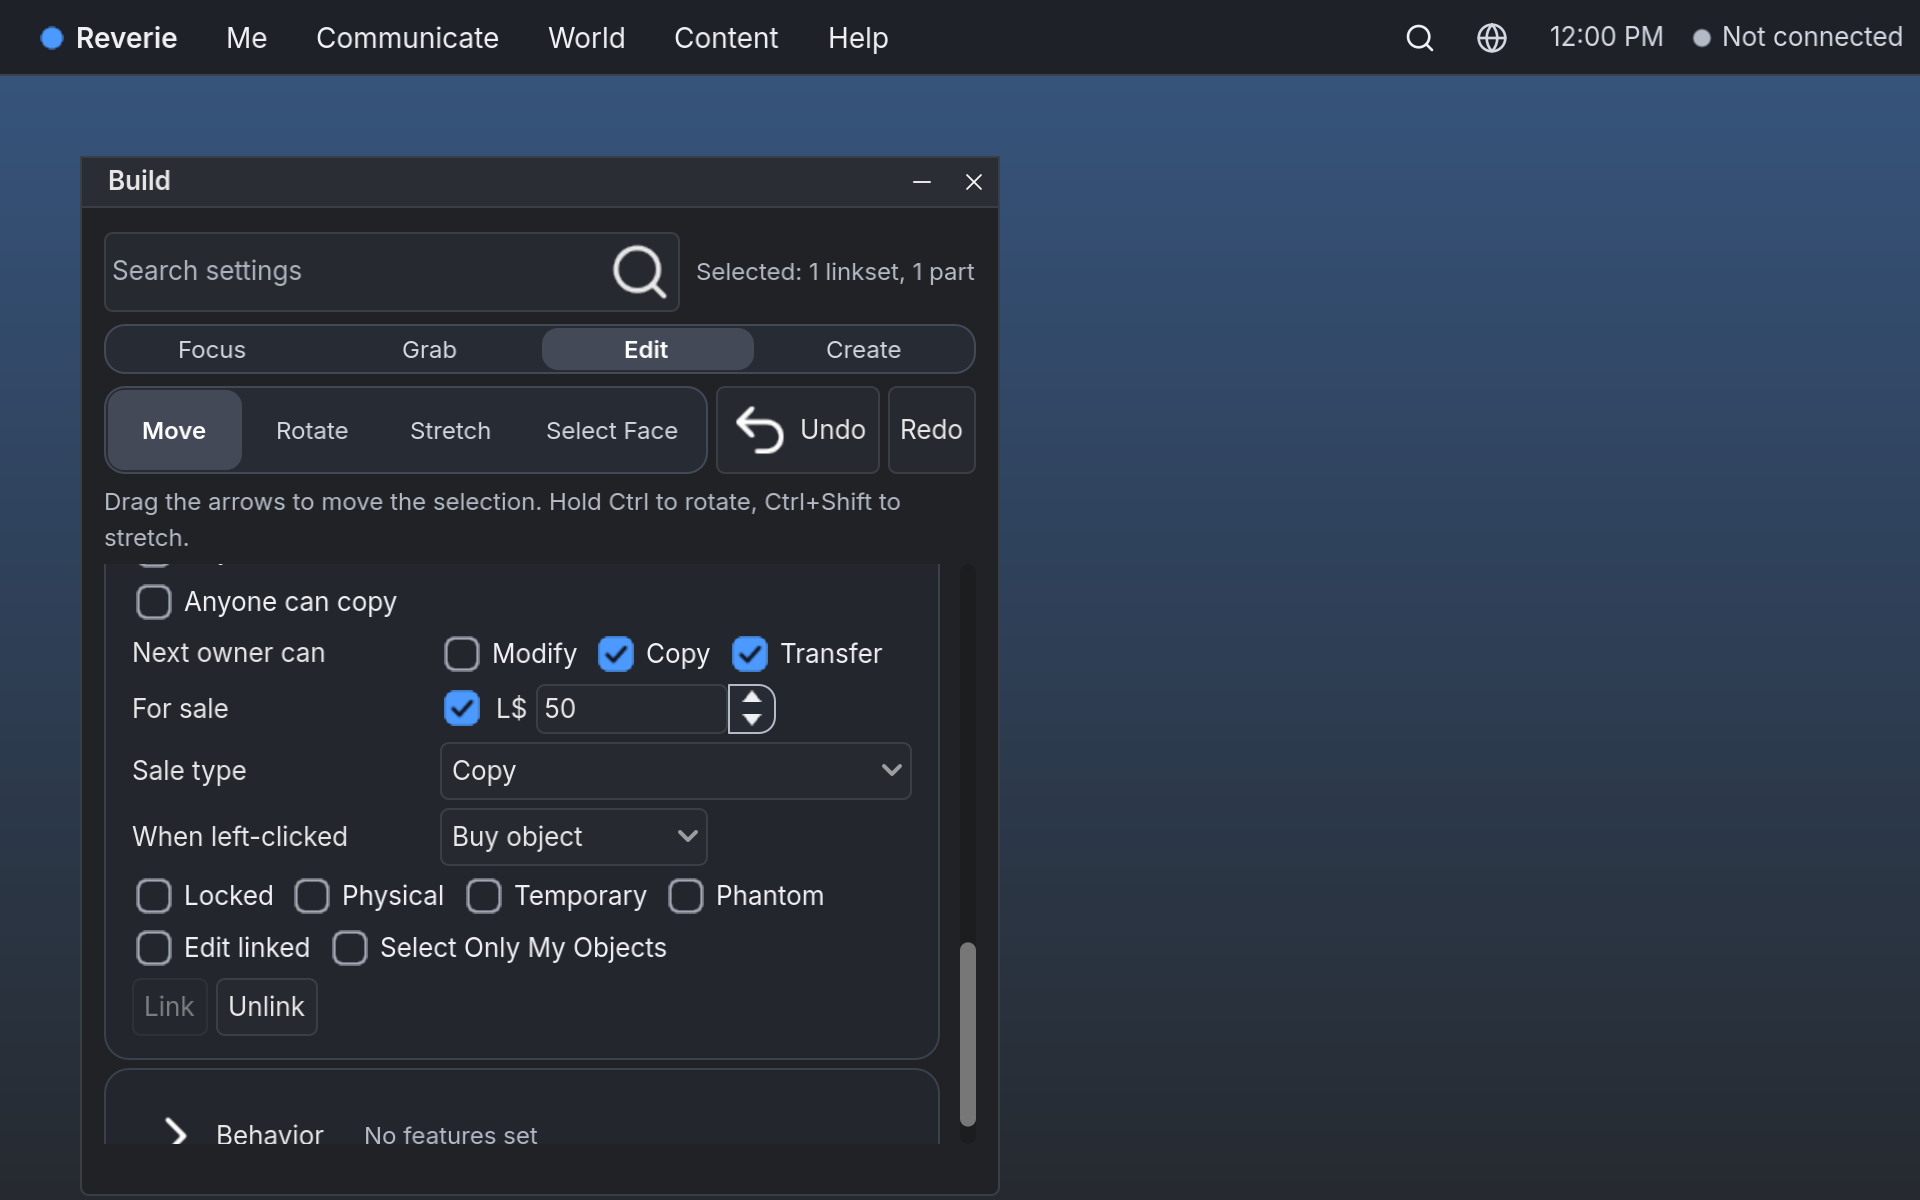 Reverie Me Communicate World Content Help 12:00 PM Not connected
Build
Search settings Selected: 1 linkset, 1 part
Focus Grab Edit Create
Move Rotate Stretch Select Face Undo Redo
Drag the arrows to move the selection. Hold Ctrl to rotate, Ctrl+Shift to
stretch.
Anyone can copy
Next owner can Modify Copy Transfer
For sale L$ 50
Sale type Copy
When left-clicked Buy object
Locked Physical Temporary Phantom
Edit linked Select Only My Objects
Link Unlink
Behavior No features set